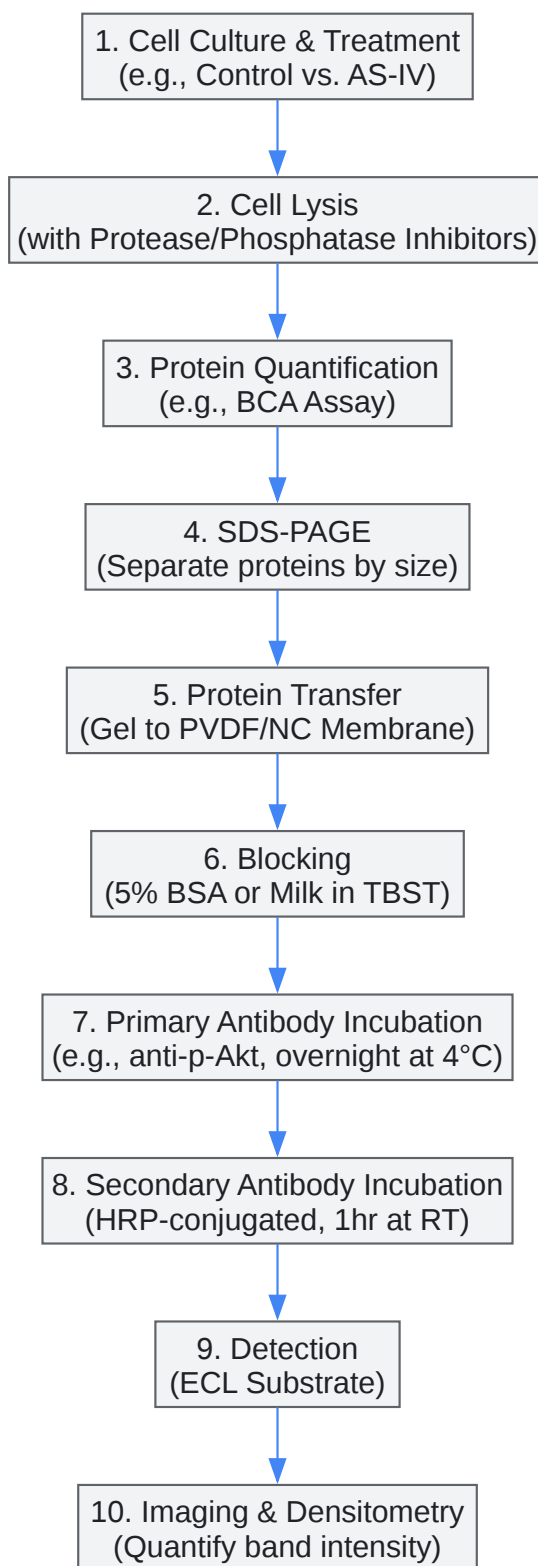 1. Cell Culture & Treatment
(e.g., Control vs. AS-IV)
2. Cell Lysis
(with Protease/Phosphatase Inhibitors)
3. Protein Quantification
(e.g., BCA Assay)
4. SDS-PAGE
(Separate proteins by size)
5. Protein Transfer
(Gel to PVDF/NC Membrane)
6. Blocking
(5% BSA or Milk in TBST)
7. Primary Antibody Incubation
(e.g., anti-p-Akt, overnight at 4°C)
8. Secondary Antibody Incubation
(HRP-conjugated, 1hr at RT)
9. Detection
(ECL Substrate)
10. Imaging & Densitometry
(Quantify band intensity)